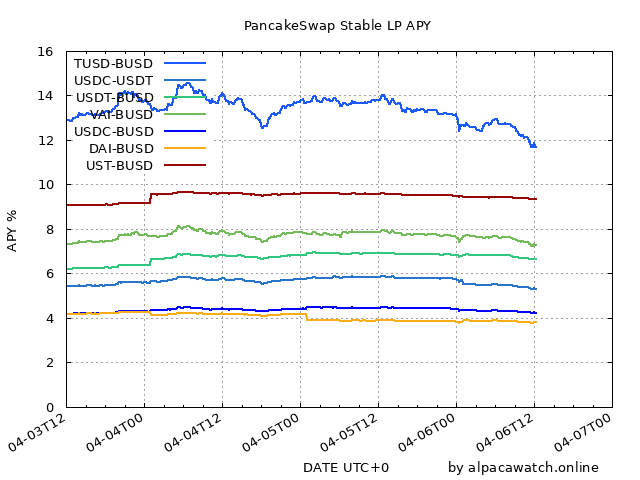 PancakeSwap Stable LP APY
16
14
12
10
8
6
4
2
0
APY %
TUSD-BUSD
USDC-USDT
USDT-BUSD
VAI-BUSD
USDC-BUSD
DAI-BUSD
UST-BUSD
04-03T12
04-04T00
04-04T12
04-05T00
04-05T12
04-06T00
04-06T12
04-07T00
DATE UTC+0
by alpacawatch.online